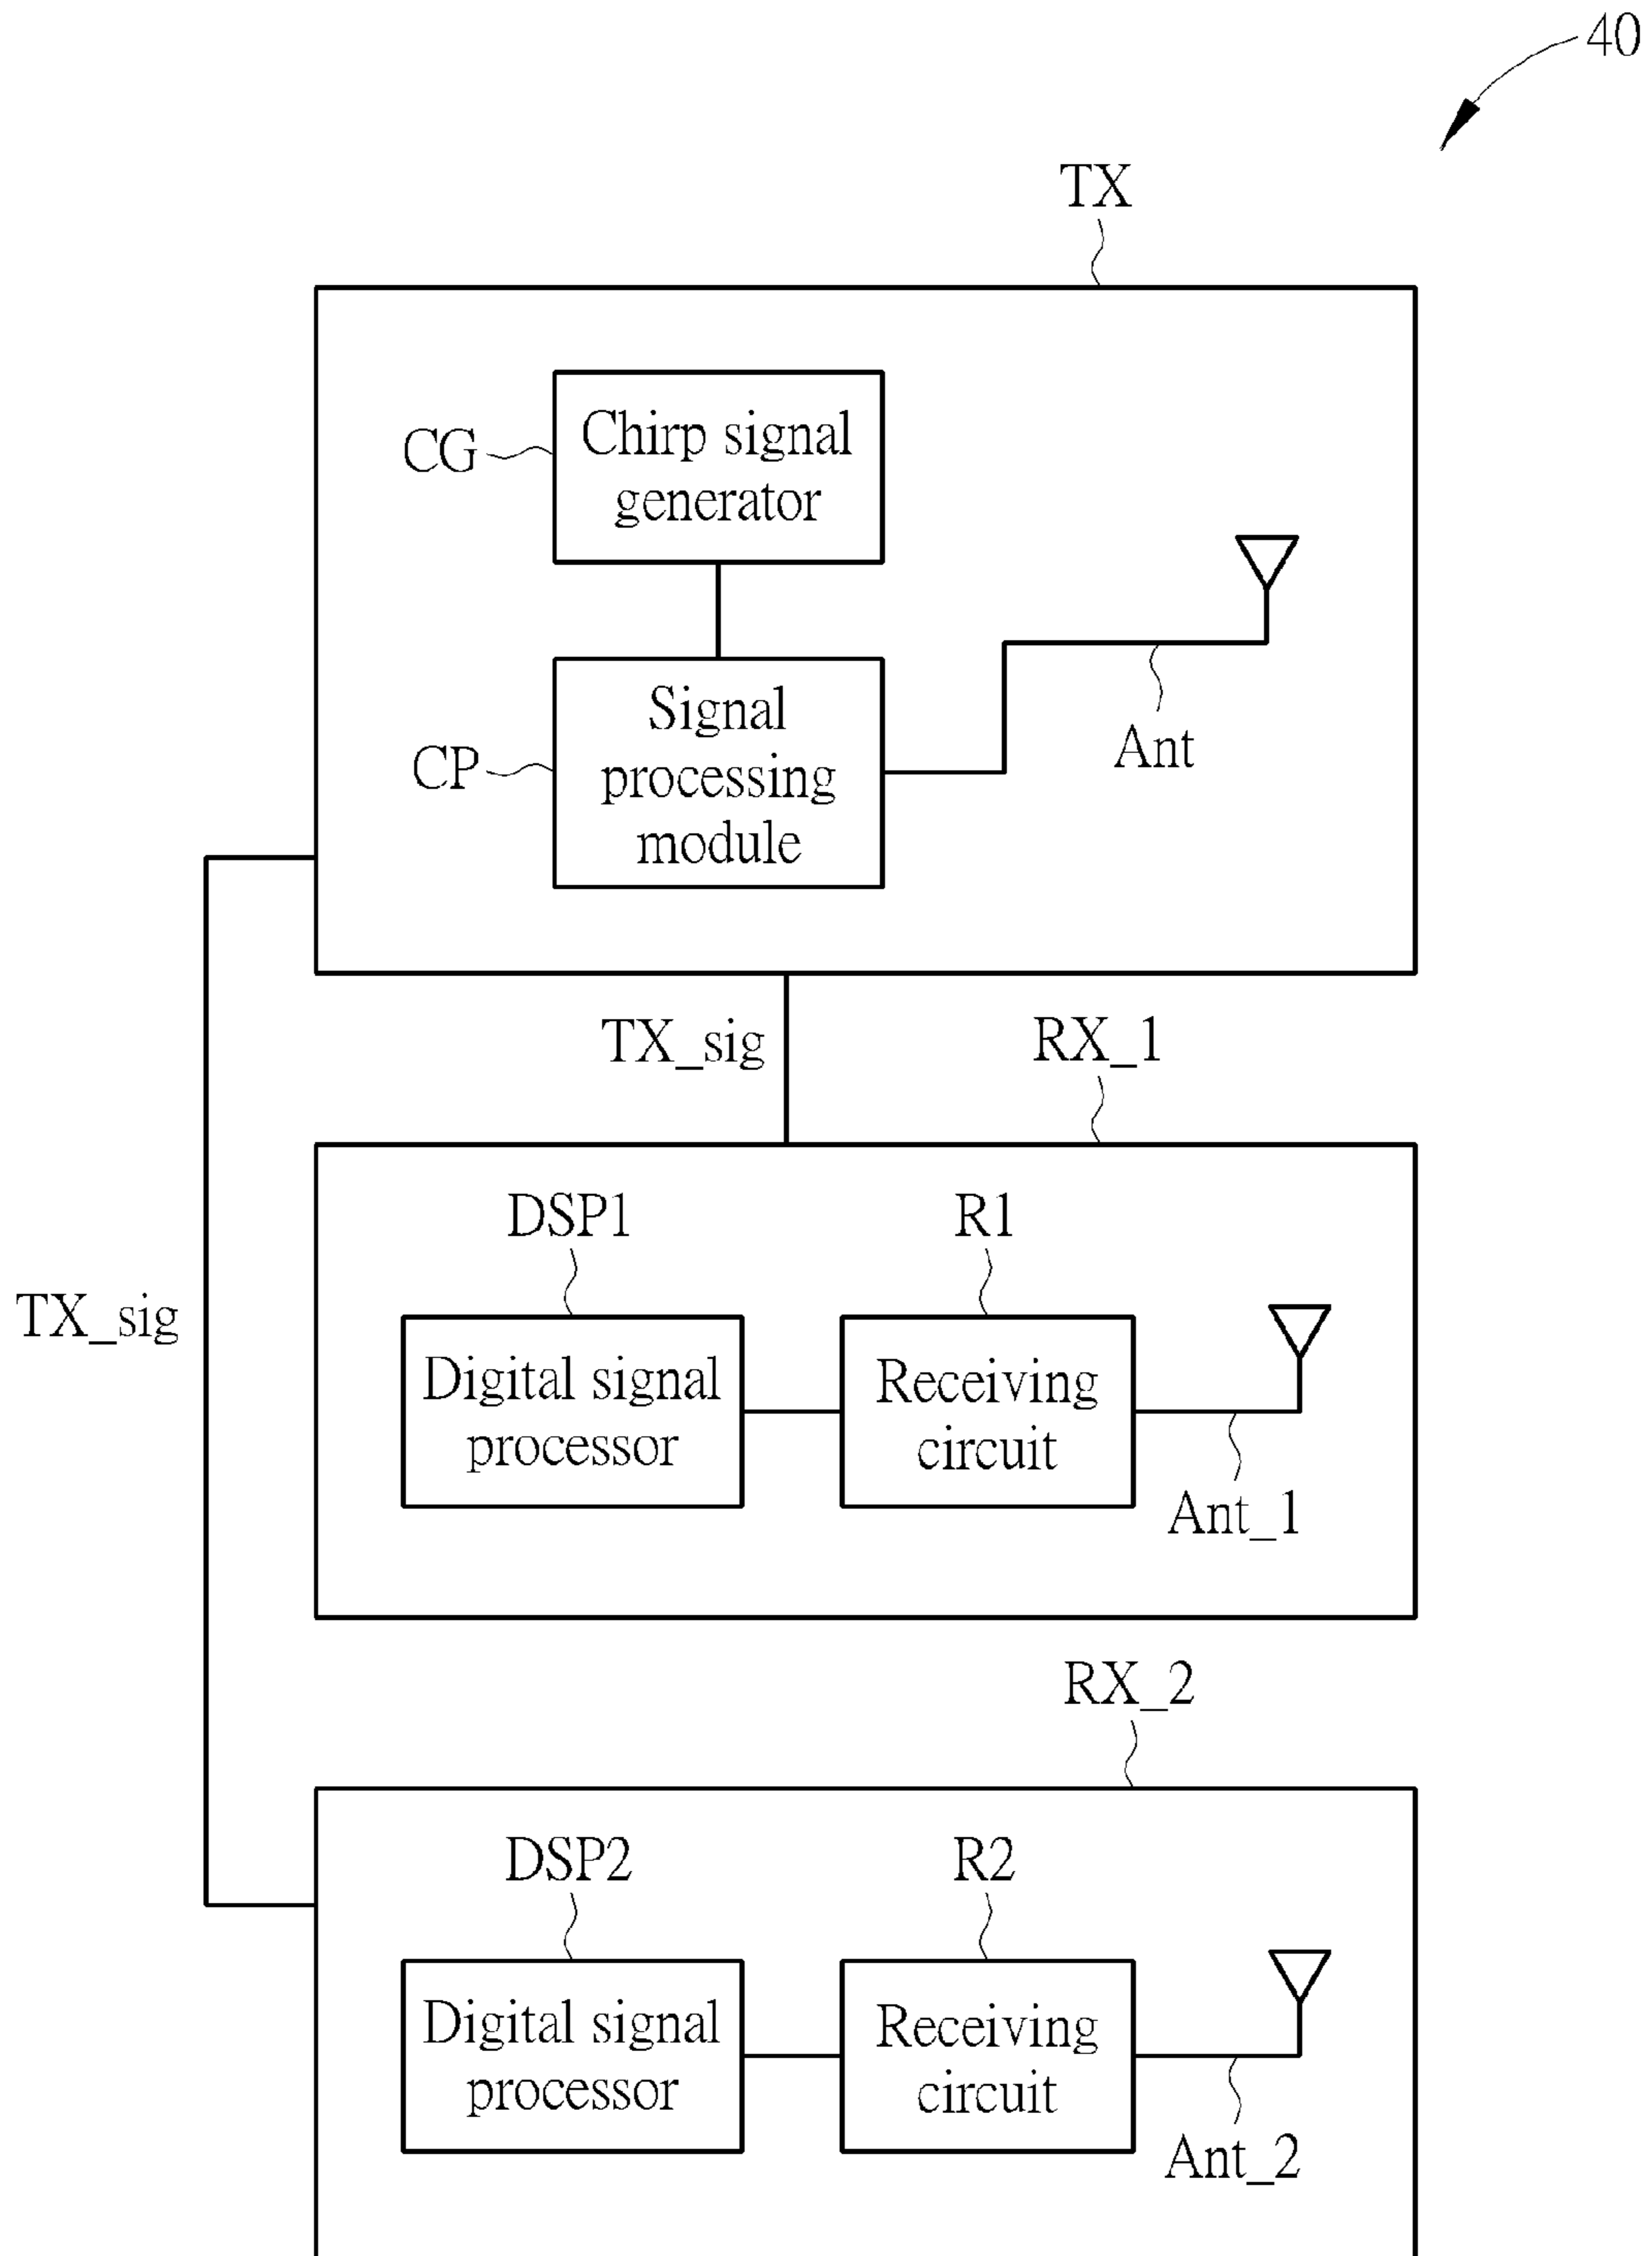 40
TX
CG
Chirp signal
generator
CP
Signal
processing
module
Ant
TX_sig
RX_1
DSP1
R1
TX_sig
Digital signal
processor
Receiving
circuit
Ant_1
RX_2
DSP2
R2
Digital signal
processor
Receiving
circuit
Ant_2